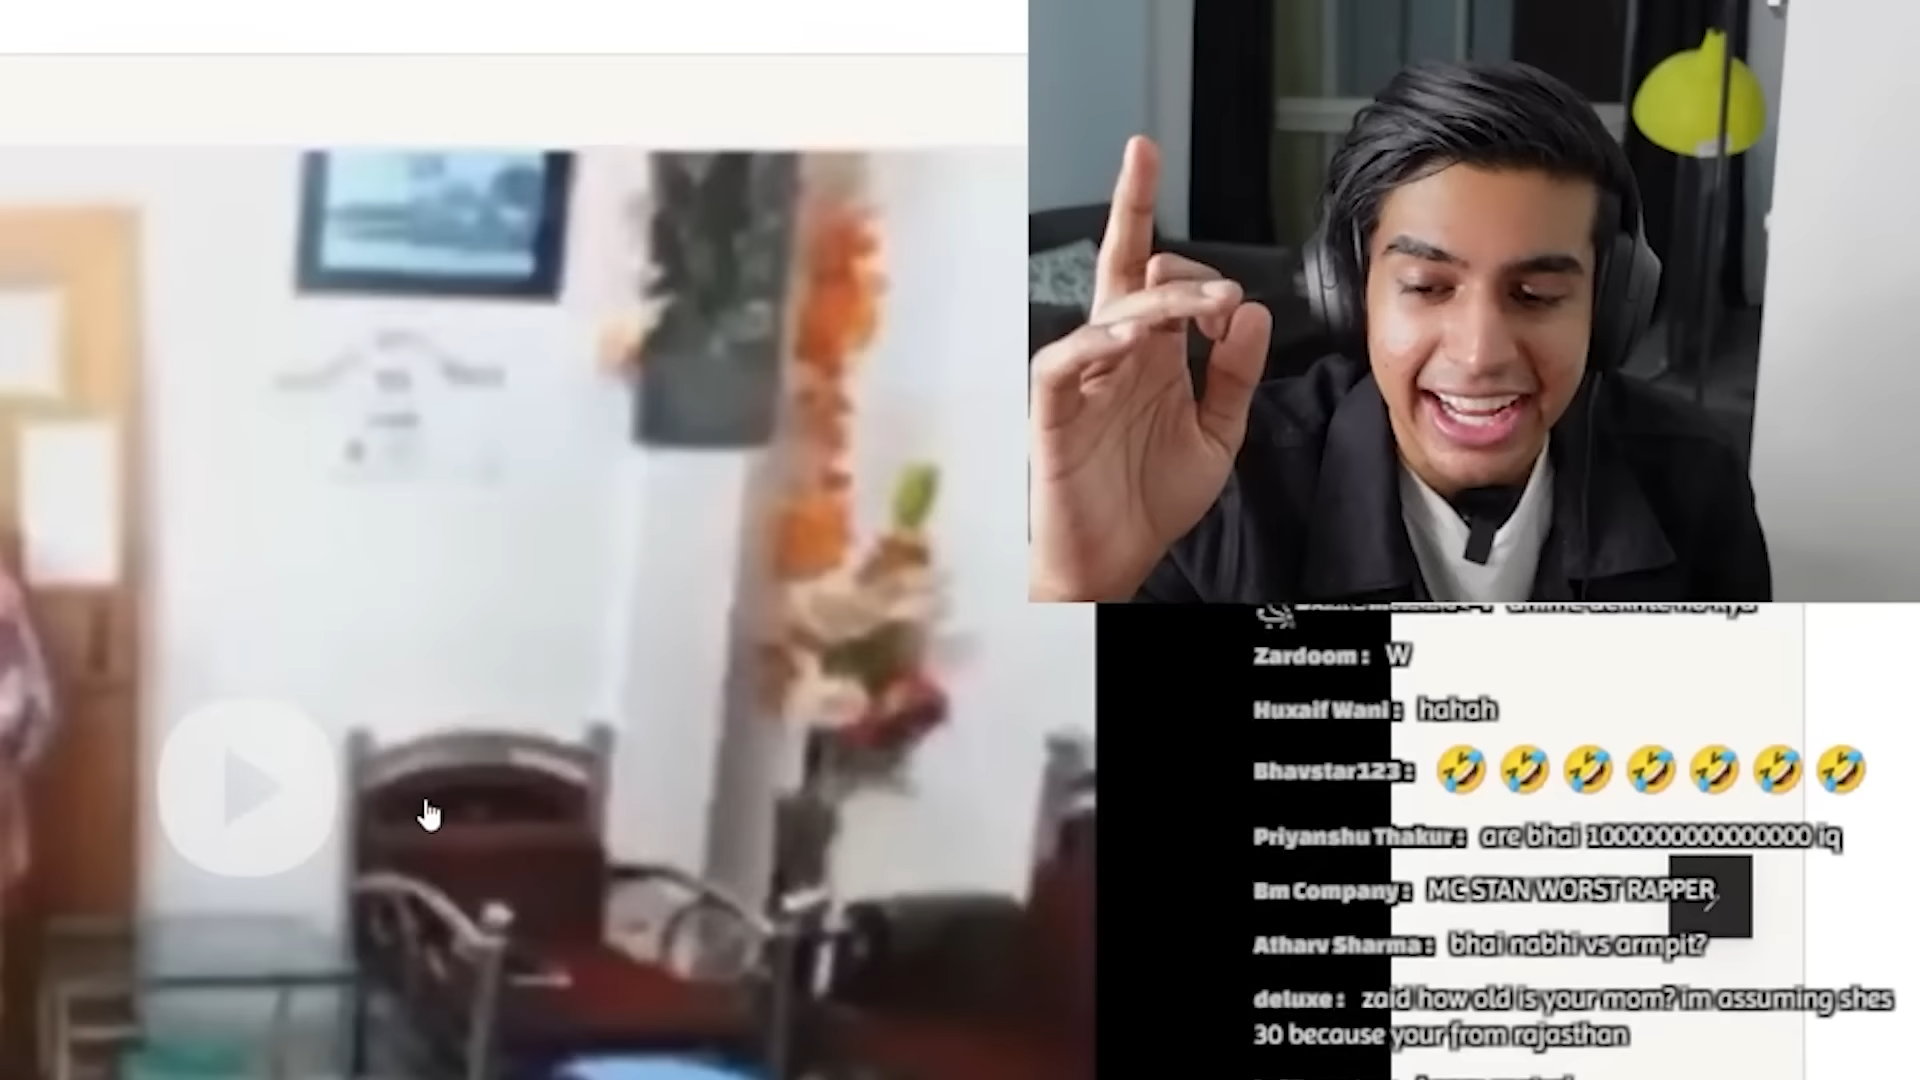 Zardoom: W
Huxaif Wani: hahah
Bhavstar123: 🤣🤣🤣🤣🤣🤣🤣
Priyanshu Thakur: are bhai 10000000000000000 iq
Bm Company: MC STAN WORST RAPPER
Atharv Sharma: bhai nabhi vs armpit?
deluxe: zaid how old is your mom? im assuming shes
30 because your from rajasthan